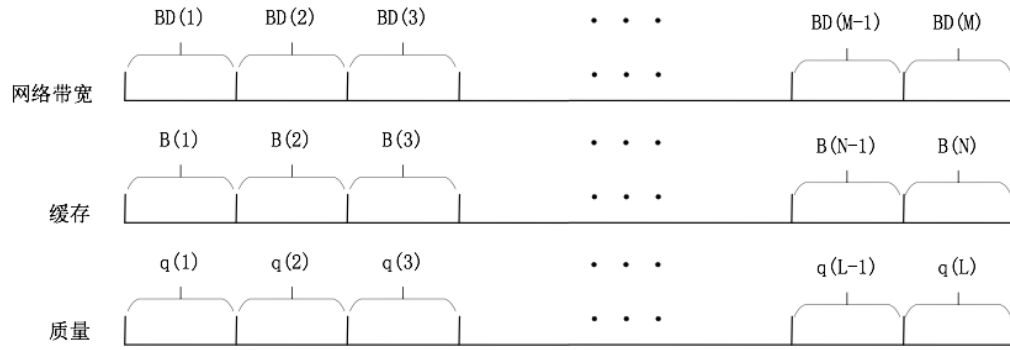 BD(1) BD(2) BD(3) BD(M-1) BD(M)
网络带宽
B(1) B(2) B(3) B(N-1) B(N)
缓存
q(1) q(2) q(3) q(L-1) q(L)
质量